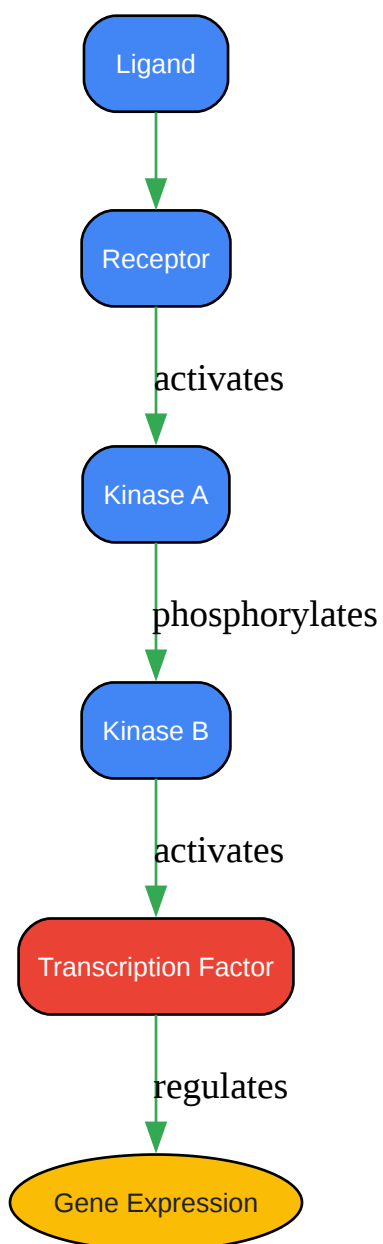 Ligand
Receptor
activates
Kinase A
phosphorylates
Kinase B
activates
Transcription Factor
regulates
Gene Expression